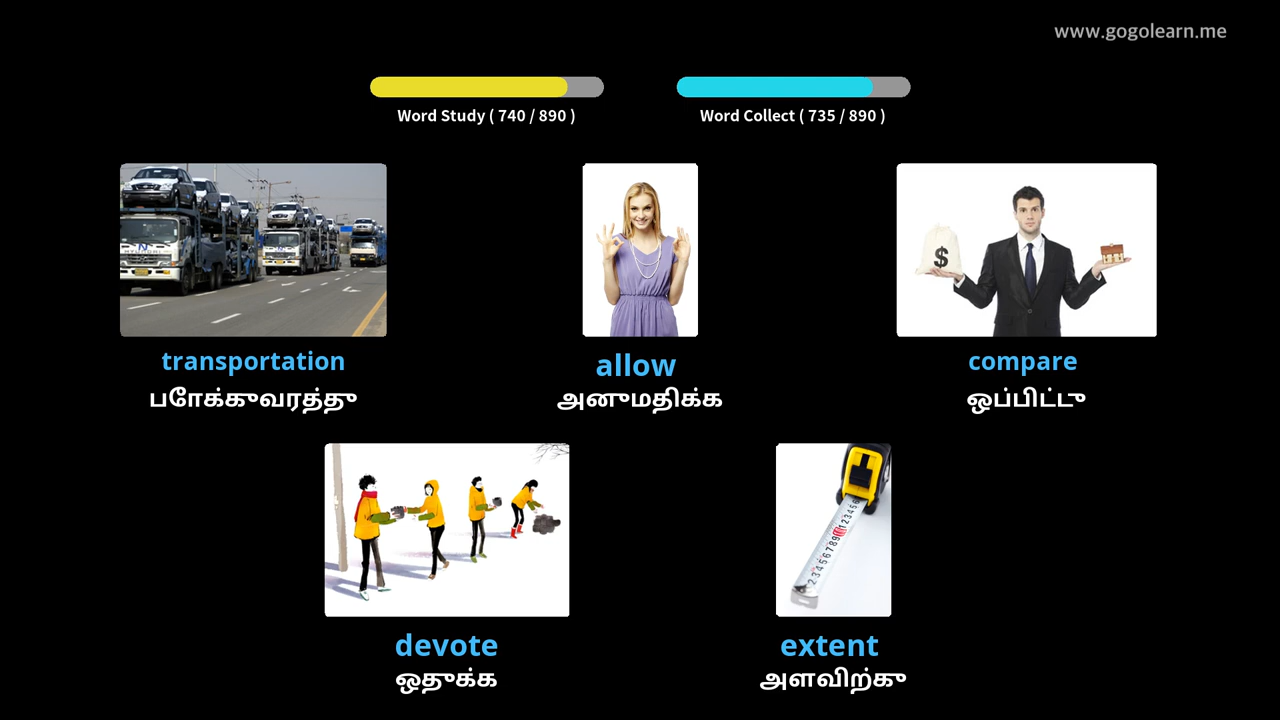 www.gogolearn.me
Word Study ( 740 / 890 )
Word Collect ( 735 / 890 )
transportation
போக்குவரத்து
allow
அனுமதிக்க
compare
ஒப்பிட்டு
devote
ஒதுக்க
extent
அளவிற்கு